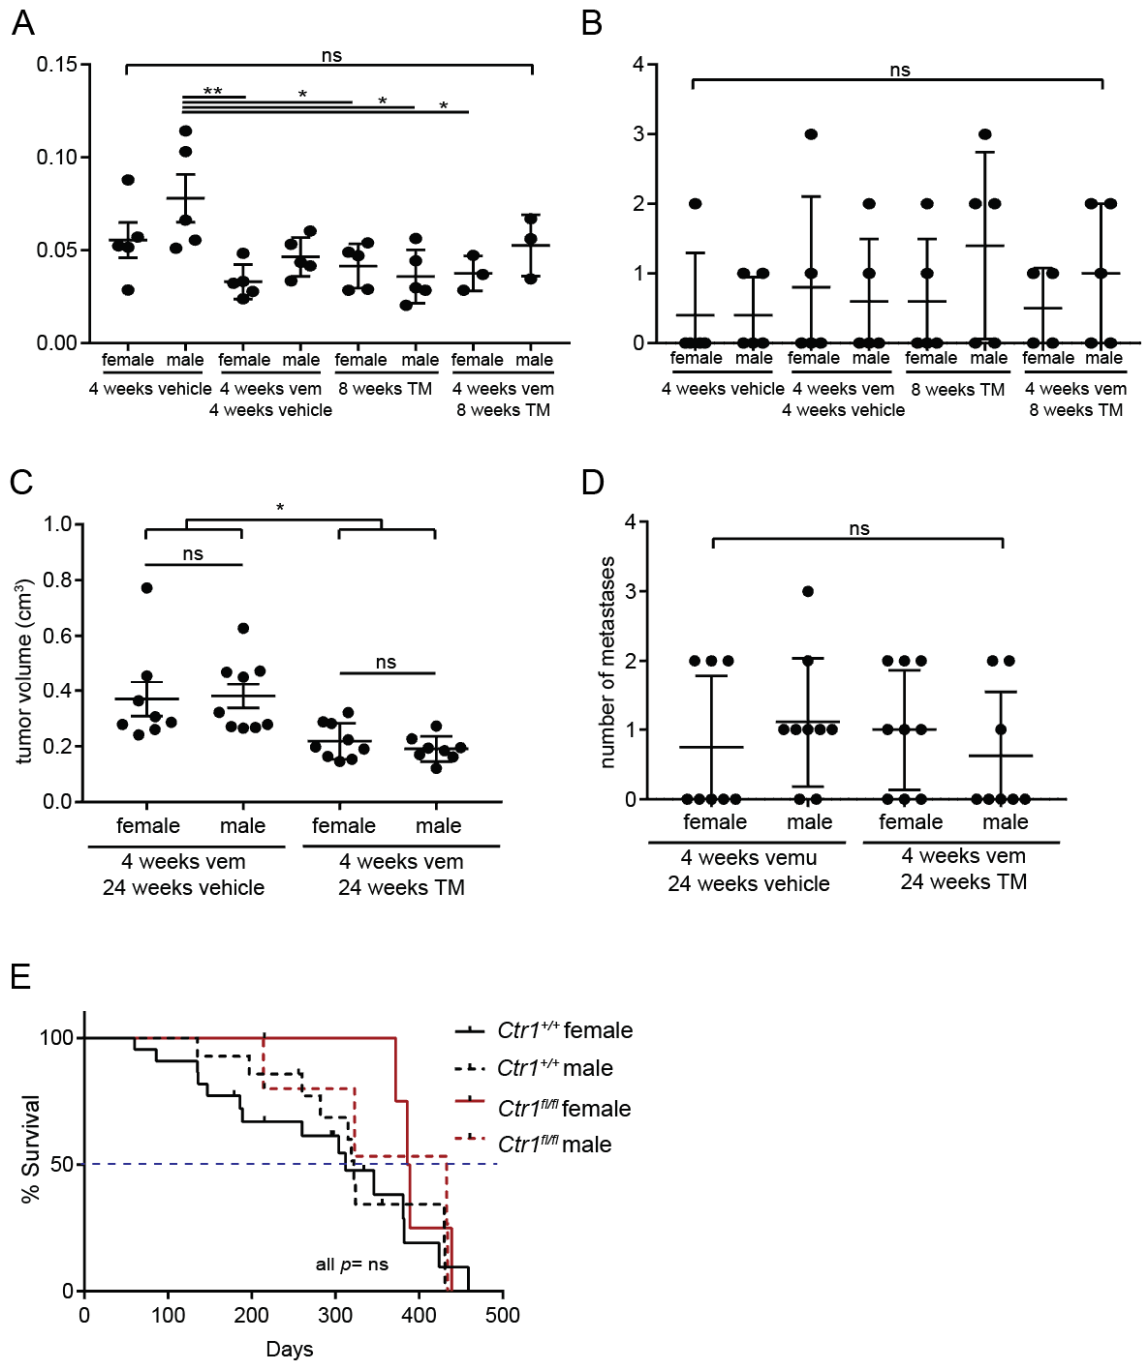 A
B
ns
** * * *
0.15
0.10
0.05
0.00
female male female male female male female male
4 weeks vehicle 4 weeks vem 8 weeks TM 4 weeks vem
4 weeks vehicle 8 weeks TM
ns
4
3
2
1
0
female male female male female male female male
4 weeks vehicle 4 weeks vem 8 weeks TM 4 weeks vem
4 weeks vehicle 8 weeks TM
C
D
*
ns
ns
tumor volume (cm³)
1.0
0.8
0.6
0.4
0.2
0.0
female male female male
4 weeks vem 4 weeks vem
24 weeks vehicle 24 weeks TM
ns
number of metastases
4
3
2
1
0
female male female male
4 weeks vemu 4 weeks vem
24 weeks vehicle 24 weeks TM
E
% Survival
100
50
0
Ctr1+/+ female
Ctr1+/+ male
Ctr1fl/fl female
Ctr1fl/fl male
all p= ns
0 100 200 300 400 500
Days